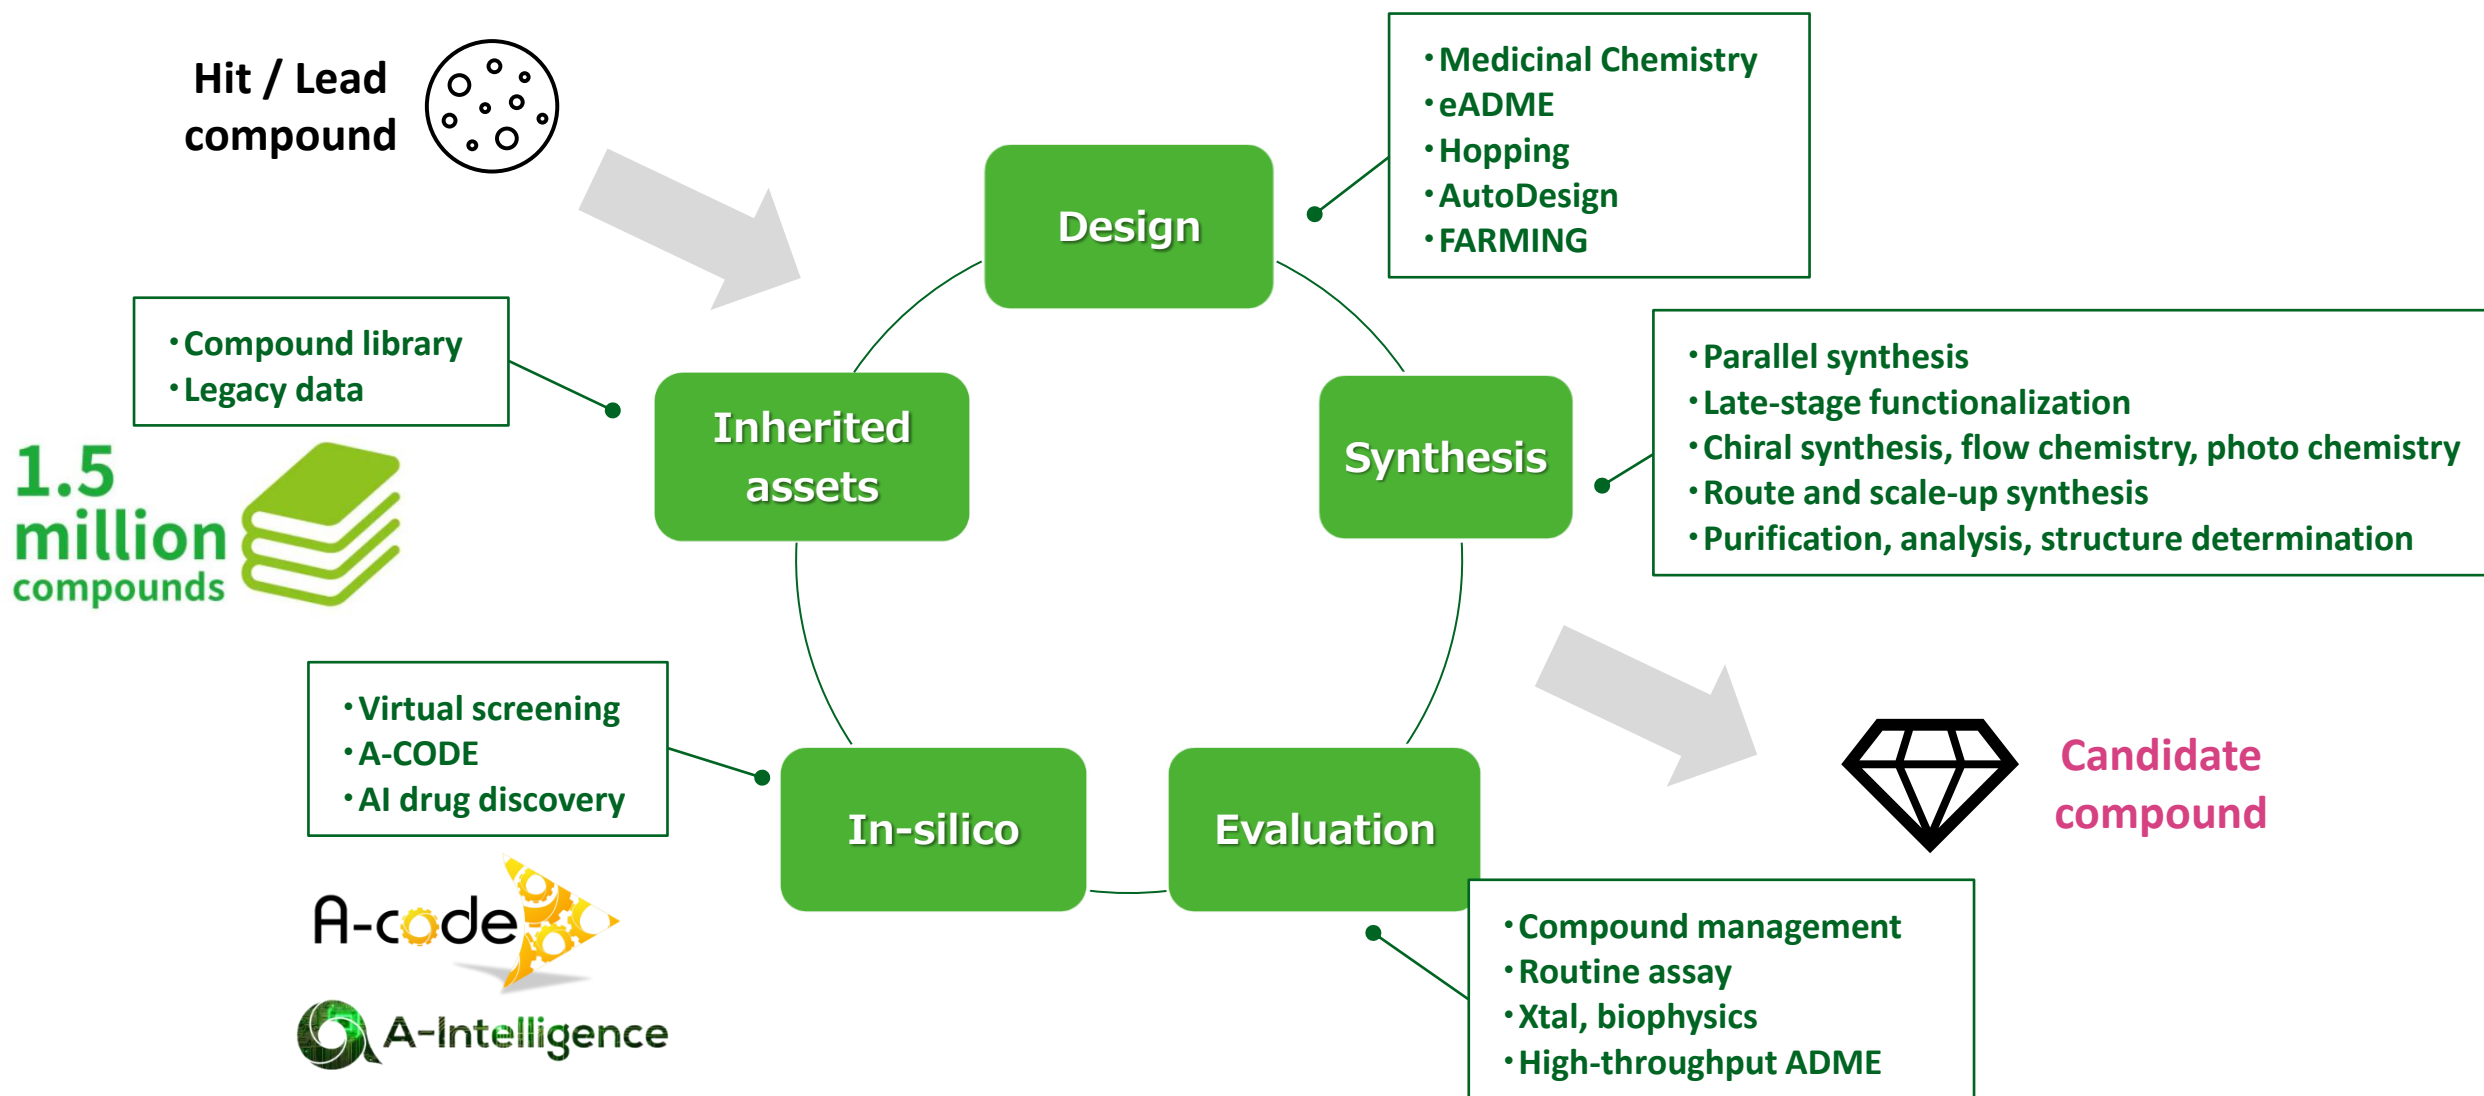 Hit / Lead
compound
Design
・Medicinal Chemistry
・eADME
・Hopping
・AutoDesign
・FARMING
・Compound library
・Legacy data
Inherited
assets
1.5
million
compounds
Synthesis
・Parallel synthesis
・Late-stage functionalization
・Chiral synthesis, flow chemistry, photo chemistry
・Route and scale-up synthesis
・Purification, analysis, structure determination
・Virtual screening
・A-CODE
・AI drug discovery
In-silico
A-code
A-Intelligence
Evaluation
・Compound management
・Routine assay
・Xtal, biophysics
・High-throughput ADME
Candidate
compound